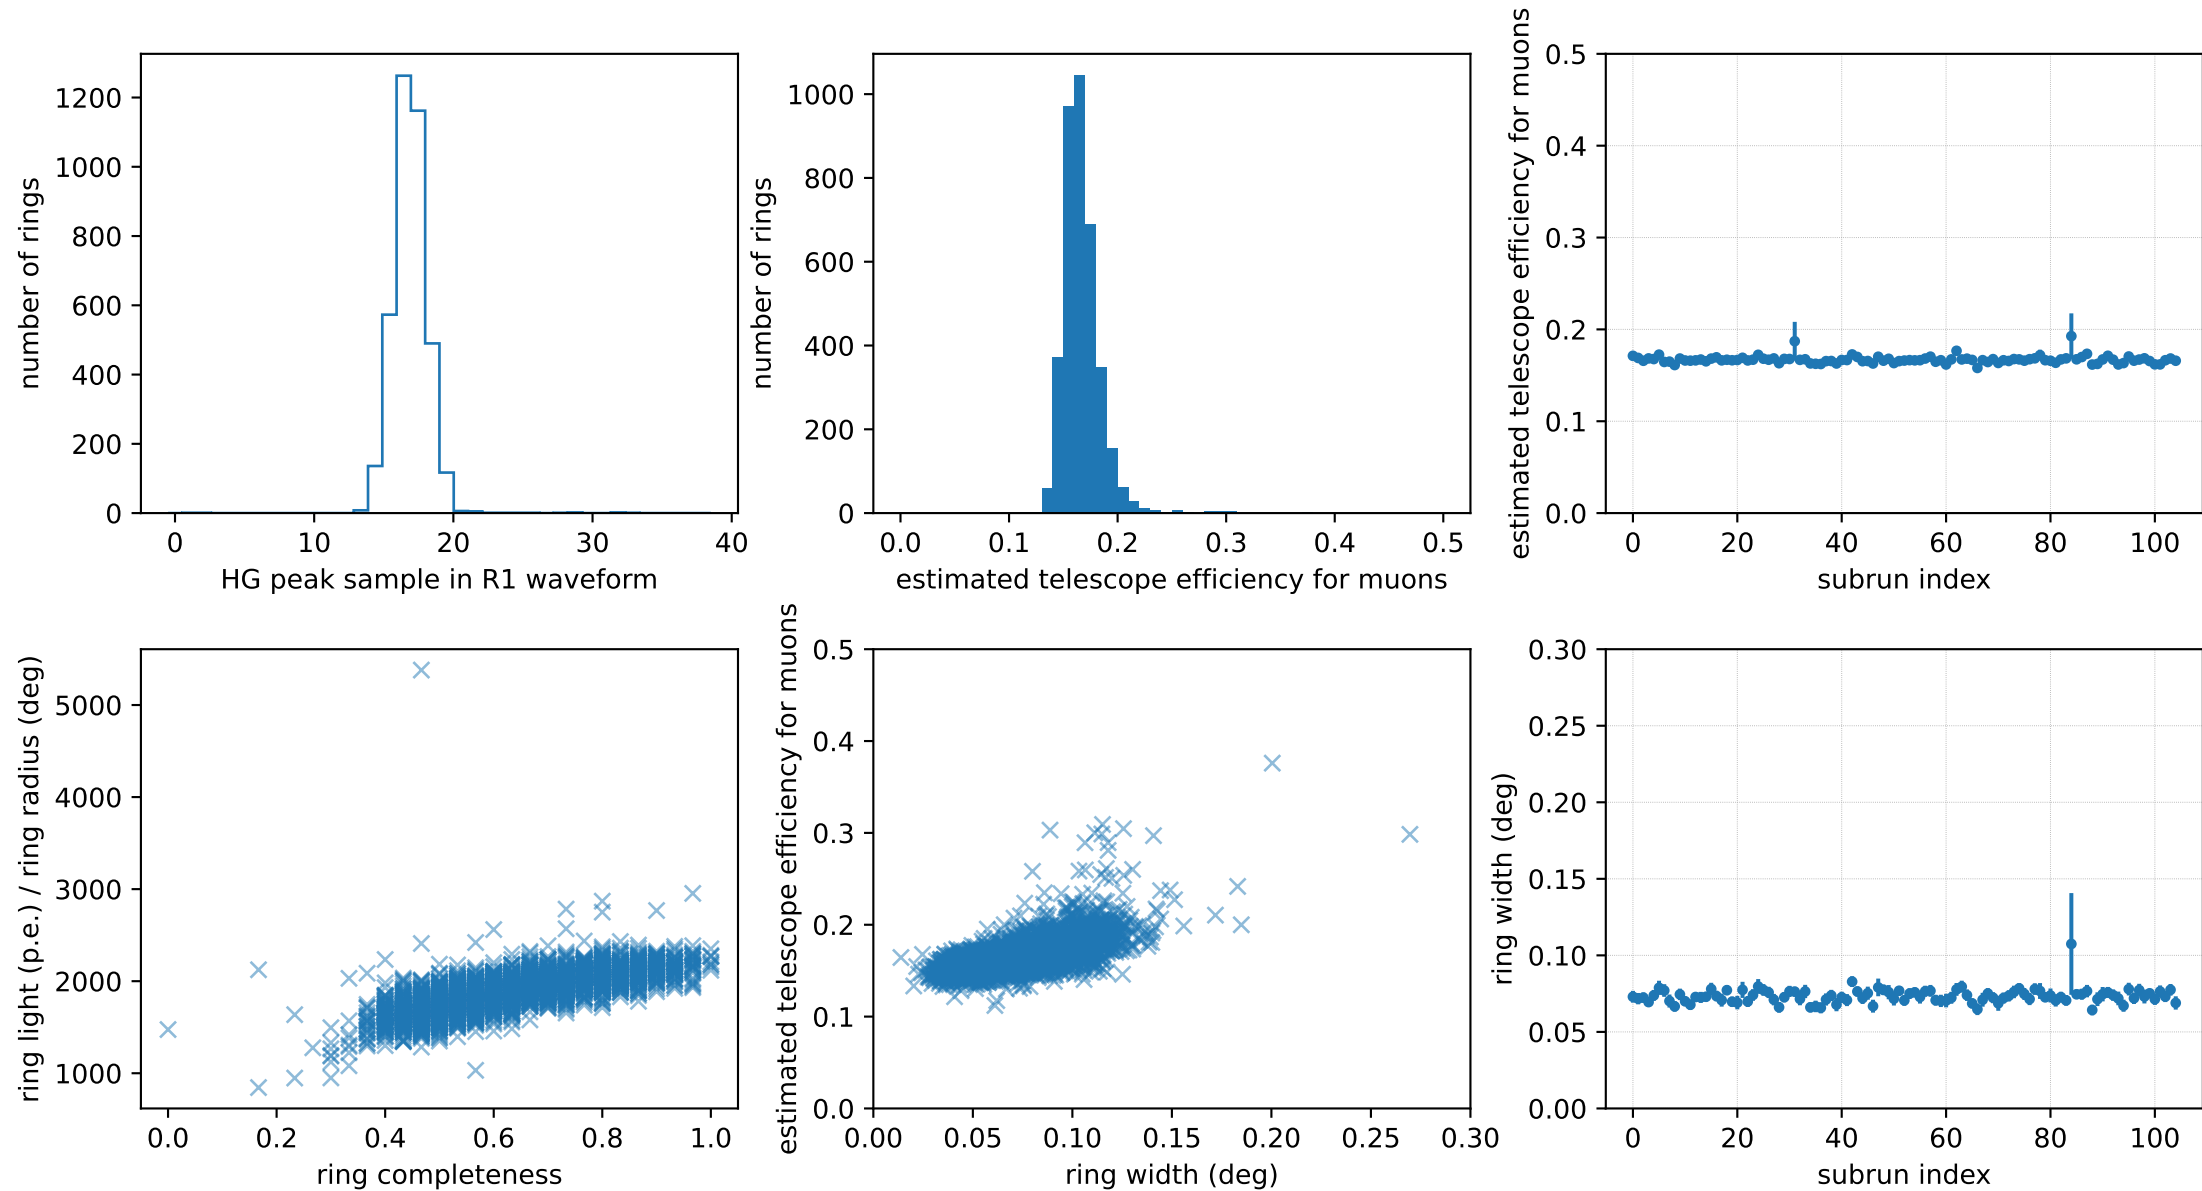 number of rings
1200
1000
800
600
400
200
0
0 10 20 30 40
HG peak sample in R1 waveform
number of rings
1000
800
600
400
200
0
0.0 0.1 0.2 0.3 0.4 0.5
estimated telescope efficiency for muons
estimated telescope efficiency for muons
0.5
0.4
0.3
0.2
0.1
0.0
0 20 40 60 80 100
subrun index
ring light (p.e.) / ring radius (deg)
5000
4000
3000
2000
1000
0.0 0.2 0.4 0.6 0.8 1.0
ring completeness
estimated telescope efficiency for muons
0.5
0.4
0.3
0.2
0.1
0.0
0.00 0.05 0.10 0.15 0.20 0.25 0.30
ring width (deg)
ring width (deg)
0.30
0.25
0.20
0.15
0.10
0.05
0.00
0 20 40 60 80 100
subrun index